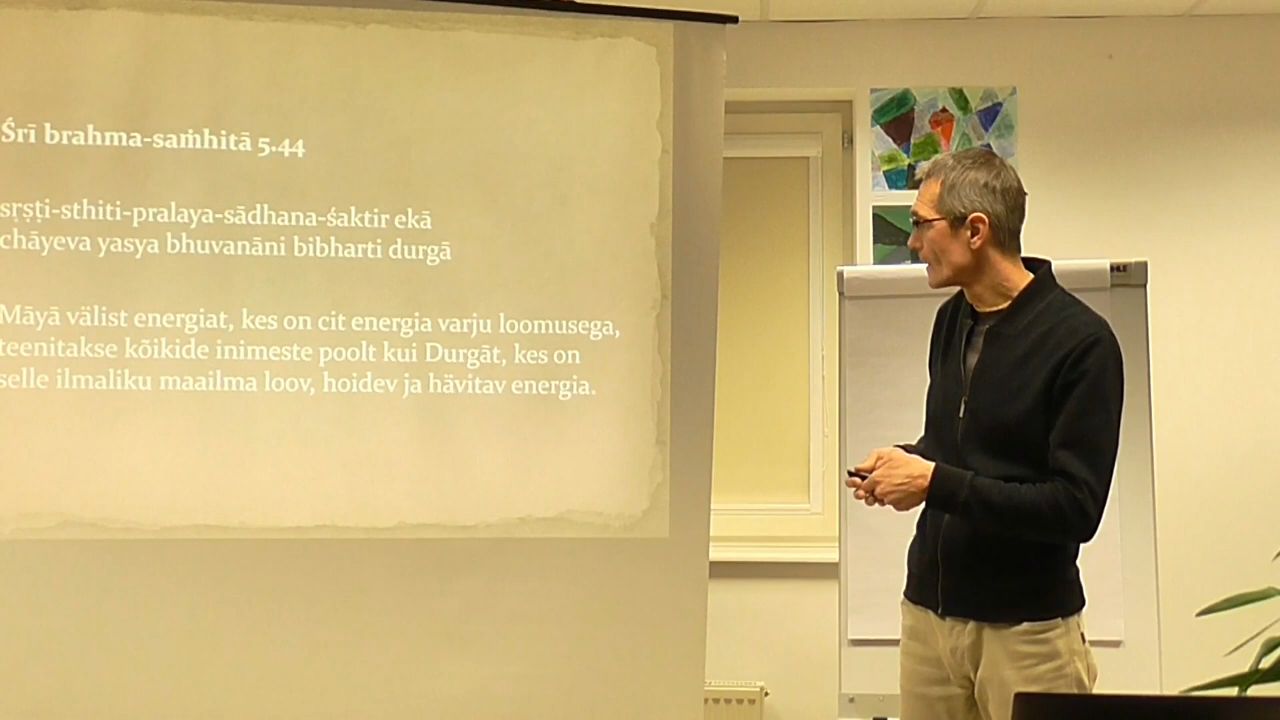 Śrī brahma-saṁhitā 5.44
sṛṣṭi-sthiti-pralaya-sādhana-śaktir ekā
chāyeva yasya bhuvanāni bibharti durgā
Māyā välist energiat, kes on cit energia varju loomusega,
teenitakse kõikide inimeste poolt kui Durgāt, kes on
selle ilmaliku maailma loov, hoidev ja hävitav energia.